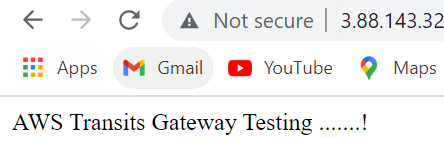 Not secure | 3.88.143.32
Apps Gmail YouTube Maps
AWS Transits Gateway Testing .......!